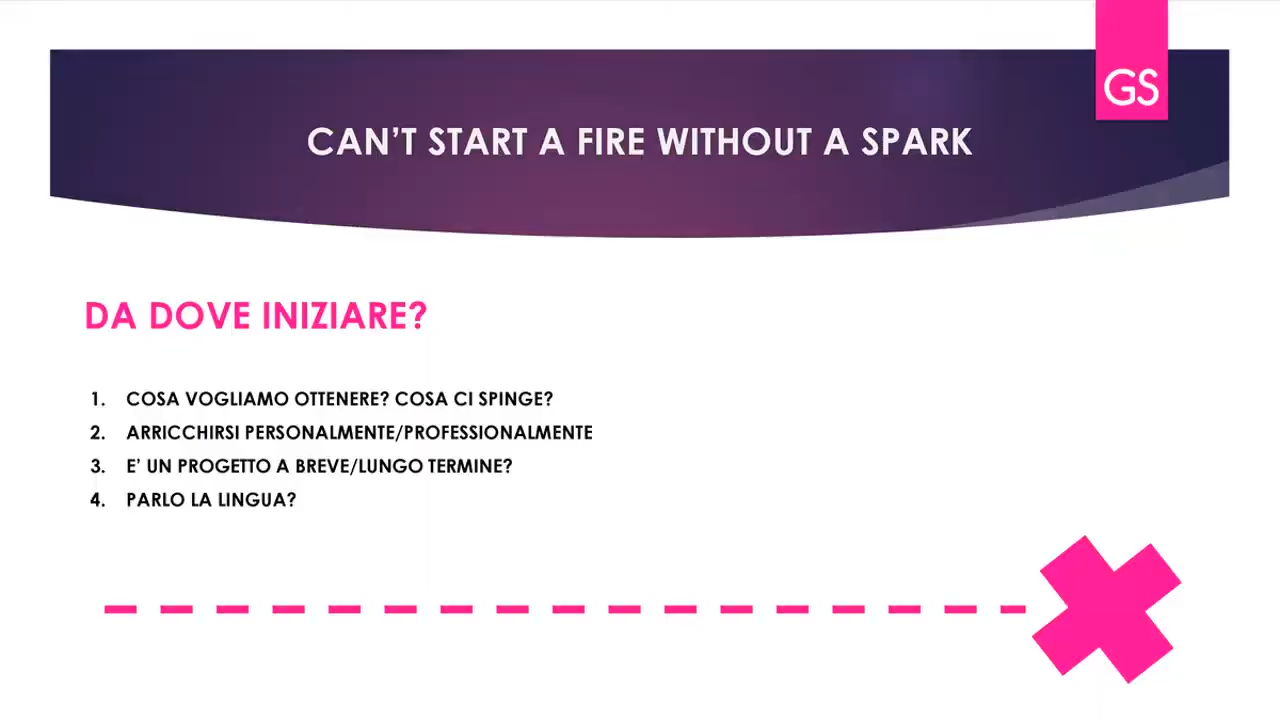 GS
CAN’T START A FIRE WITHOUT A SPARK
DA DOVE INIZIARE?
1. COSA VOGLIAMO OTTENERE? COSA CI SPINGE?
2. ARRICCHIRSI PERSONALMENTE/PROFESSIONALMENTE
3. E’ UN PROGETTO A BREVE/LUNGO TERMINE?
4. PARLO LA LINGUA?